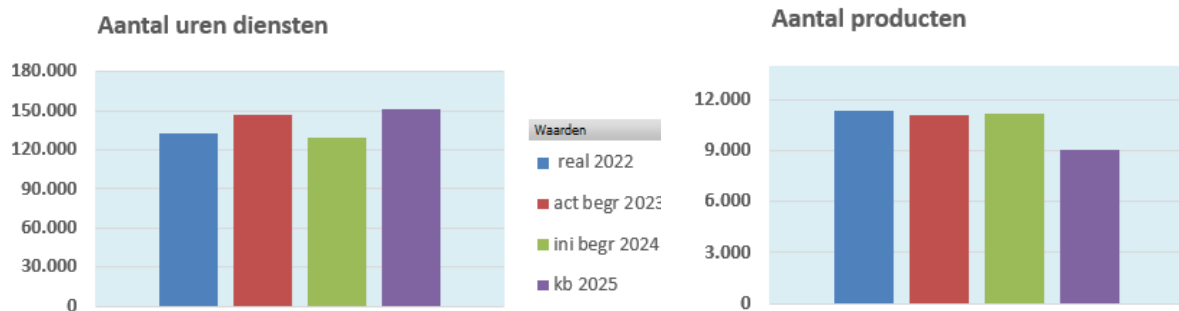 Aantal uren diensten
180.000
150.000
120.000
90.000
60.000
30.000
0
Waarden
real 2022
act begr 2023
ini begr 2024
kb 2025
Aantal producten
12.000
9.000
6.000
3.000
0